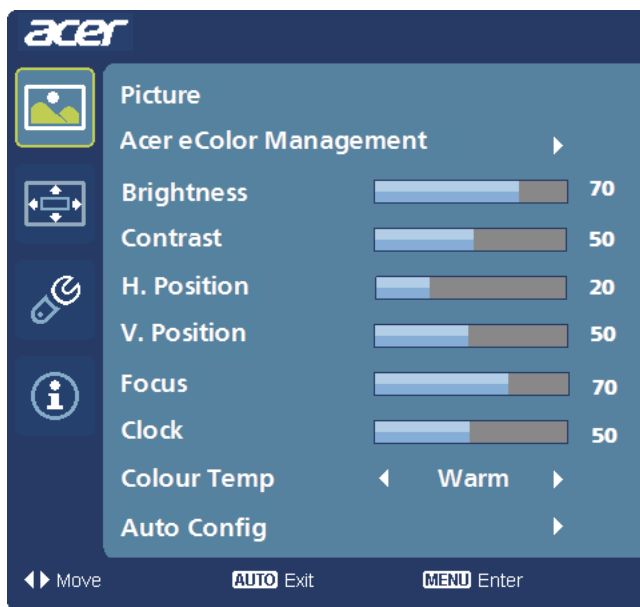 acer
Picture
Acer eColor Management
Brightness 70
Contrast 50
H. Position 20
V. Position 50
Focus 70
Clock 50
Colour Temp Warm
Auto Config
Move AUTO Exit MENU Enter